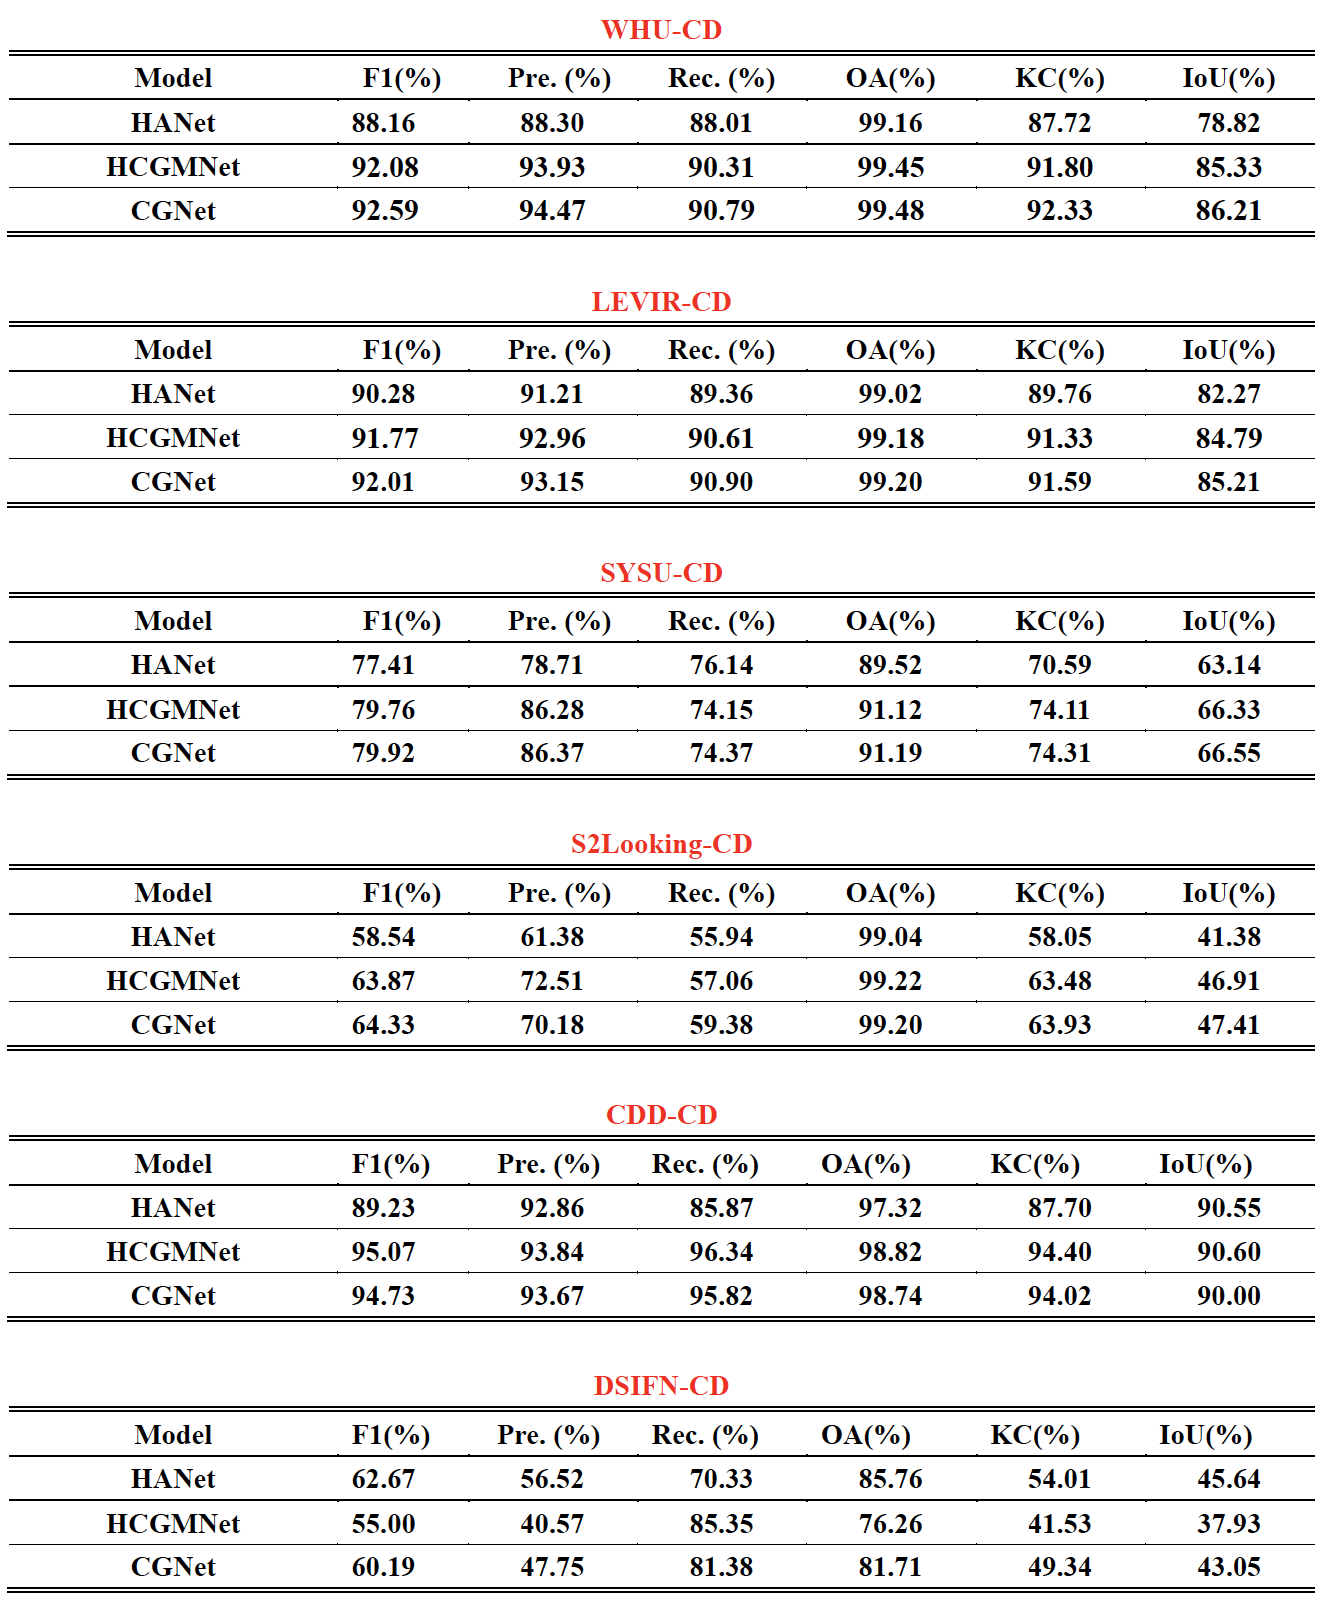 WHU-CD
Model F1(%) Pre. (%) Rec. (%) OA(%) KC(%) IoU(%)
HANet 88.16 88.30 88.01 99.16 87.72 78.82
HCGMNet 92.08 93.93 90.31 99.45 91.80 85.33
CGNet 92.59 94.47 90.79 99.48 92.33 86.21
LEVIR-CD
Model F1(%) Pre. (%) Rec. (%) OA(%) KC(%) IoU(%)
HANet 90.28 91.21 89.36 99.02 89.76 82.27
HCGMNet 91.77 92.96 90.61 99.18 91.33 84.79
CGNet 92.01 93.15 90.90 99.20 91.59 85.21
SYSU-CD
Model F1(%) Pre. (%) Rec. (%) OA(%) KC(%) IoU(%)
HANet 77.41 78.71 76.14 89.52 70.59 63.14
HCGMNet 79.76 86.28 74.15 91.12 74.11 66.33
CGNet 79.92 86.37 74.37 91.19 74.31 66.55
S2Looking-CD
Model F1(%) Pre. (%) Rec. (%) OA(%) KC(%) IoU(%)
HANet 58.54 61.38 55.94 99.04 58.05 41.38
HCGMNet 63.87 72.51 57.06 99.22 63.48 46.91
CGNet 64.33 70.18 59.38 99.20 63.93 47.41
CDD-CD
Model F1(%) Pre. (%) Rec. (%) OA(%) KC(%) IoU(%)
HANet 89.23 92.86 85.87 97.32 87.70 90.55
HCGMNet 95.07 93.84 96.34 98.82 94.40 90.60
CGNet 94.73 93.67 95.82 98.74 94.02 90.00
DSIFN-CD
Model F1(%) Pre. (%) Rec. (%) OA(%) KC(%) IoU(%)
HANet 62.67 56.52 70.33 85.76 54.01 45.64
HCGMNet 55.00 40.57 85.35 76.26 41.53 37.93
CGNet 60.19 47.75 81.38 81.71 49.34 43.05